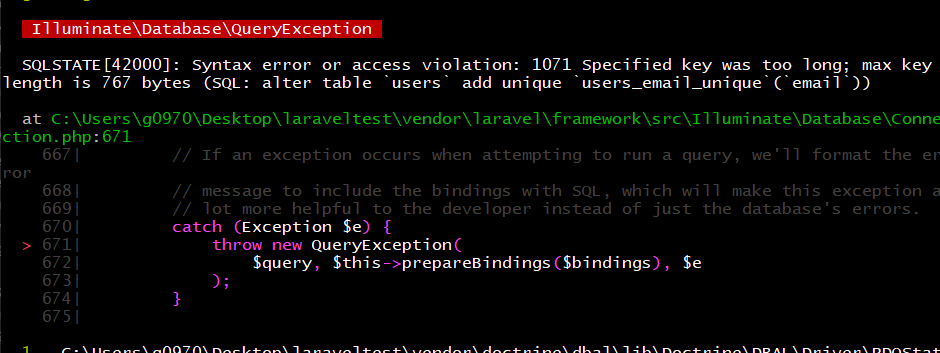 Illuminate\Database\QueryException
SQLSTATE[42000]: Syntax error or access violation: 1071 Specified key was too long; max key
length is 767 bytes (SQL: alter table `users` add unique `users_email_unique`(`email`))
at C:\Users\g0970\Desktop\laraveltest\vendor\laravel\framework\src\Illuminate\Database\Conne
ction.php:671
667| // If an exception occurs when attempting to run a query, we'll format the er
ror
668| // message to include the bindings with SQL, which will make this exception a
669| // lot more helpful to the developer instead of just the database's errors.
670| catch (Exception $e) {
> 671| throw new QueryException(
672| $query, $this->prepareBindings($bindings), $e
673| );
674| }
675|
1 C:\Users\g0970\Desktop\laraveltest\vendor\doctrine\dbal\lib\Doctrine\DBAL\Driver\PDOStat